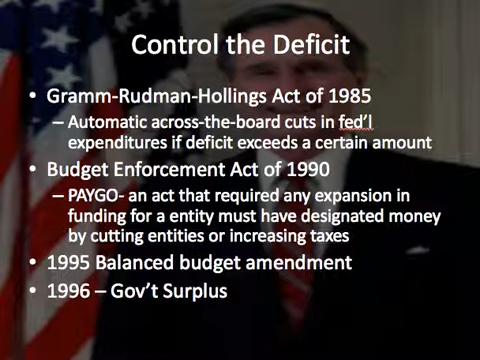 Control the Deficit
• Gramm-Rudman-Hollings Act of 1985
– Automatic across-the-board cuts in fed'l
expenditures if deficit exceeds a certain amount
• Budget Enforcement Act of 1990
– PAYGO- an act that required any expansion in
funding for a entity must have designated money
by cutting entities or increasing taxes
• 1995 Balanced budget amendment
• 1996 – Gov't Surplus